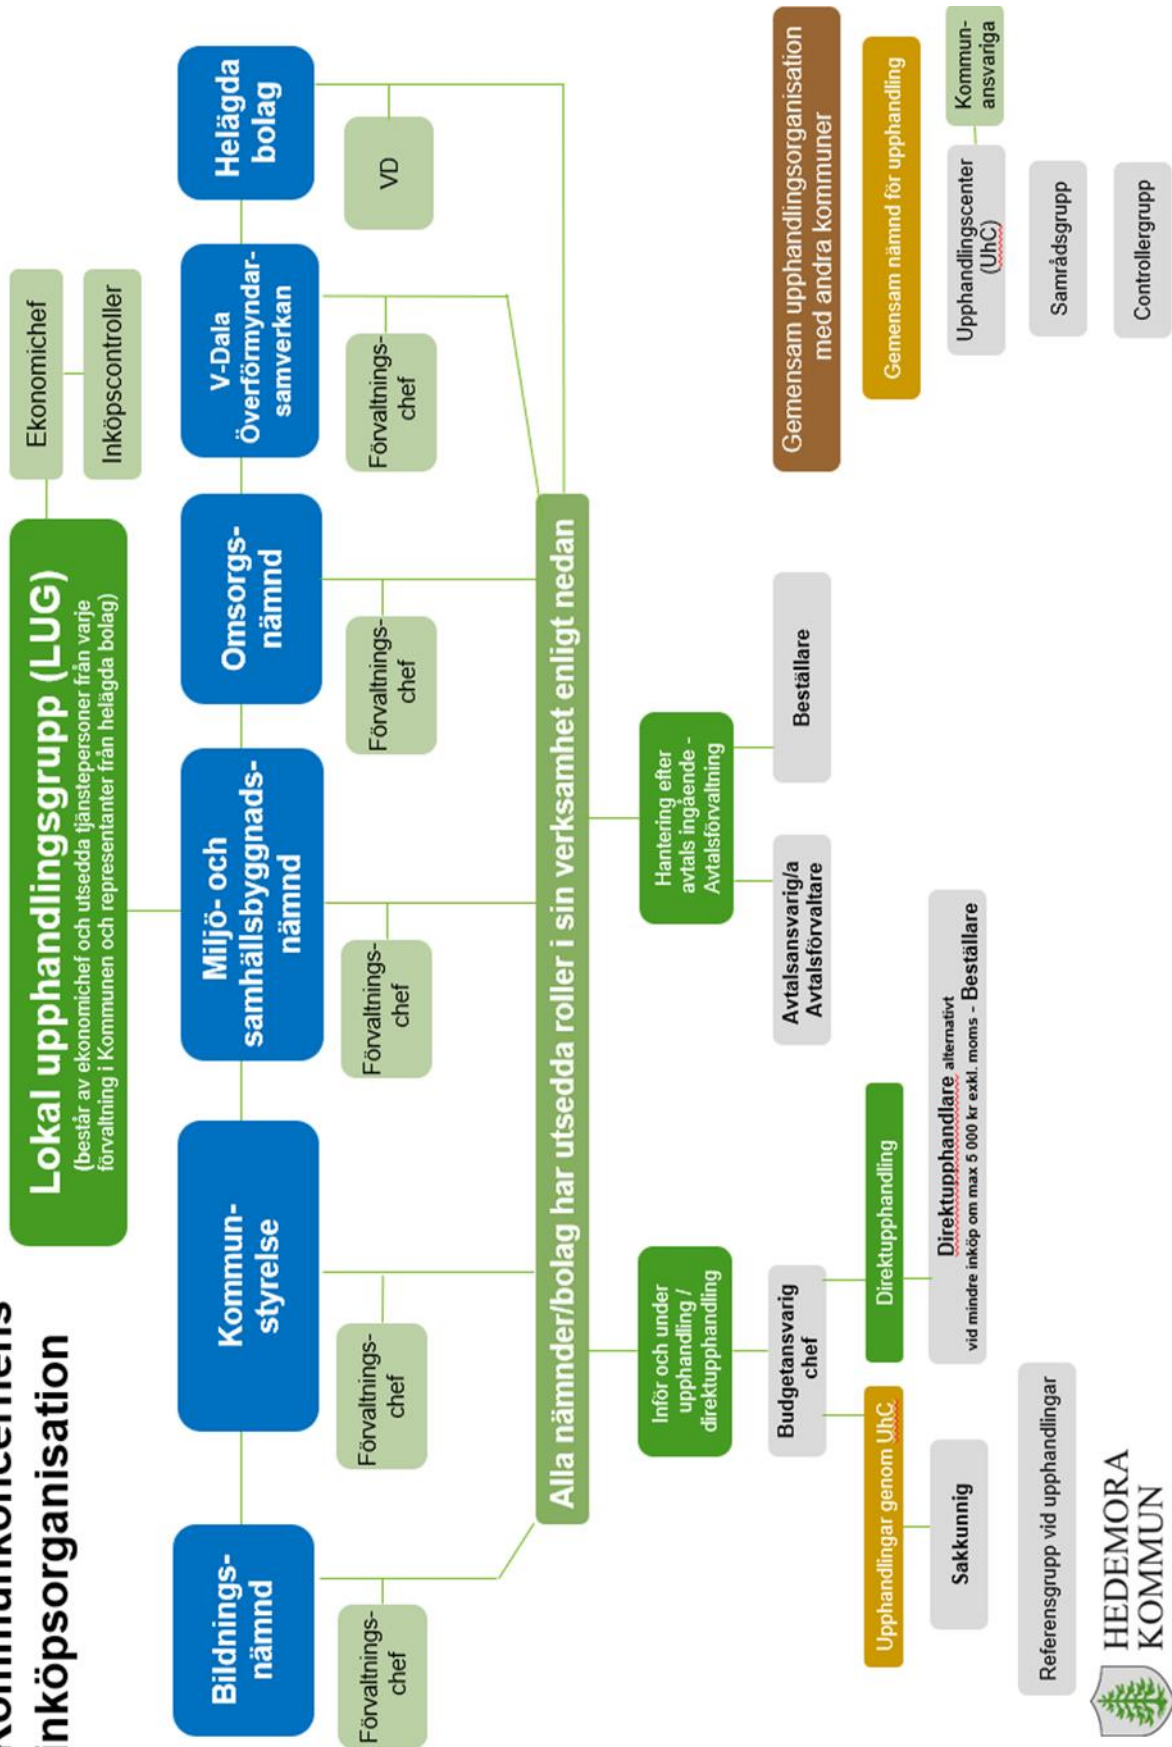 Kommunkoncernens
inköpsorganisation
Lokal upphandlingsgrupp (LUG)
(består av ekonomichef och utsedda tjänstepersoner från varje
förvaltning i Kommunen och representanter från helägda bolag)
Ekonomichef
Inköpscontroller
Bildnings-
nämnd
Kommun-
styrelse
Miljö- och
samhällsbyggnads-
nämnd
Omsorgs-
nämnd
V-Dala
Överförmyndar-
samverkan
Helägda
bolag
Förvaltnings-
chef
Förvaltnings-
chef
Förvaltnings-
chef
Förvaltnings-
chef
Förvaltnings-
chef
VD
Alla nämnder/bolag har utsedda roller i sin verksamhet enligt nedan
Inför och under
upphandling /
direktupphandling
Budgetansvarig
chef
Upphandlingar genom UhC
Direktupphandling
Sakkunnig
Direktupphandlare alternativt
vid mindre inköp om max 5 000 kr exkl. moms - Beställare
Referensgrupp vid upphandlingar
Hantering efter
avtals ingående -
Avtalsförvaltning
Avtalsansvarig/a
Avtalsförvaltare
Beställare
Gemensam upphandlingsorganisation
med andra kommuner
Gemensam nämnd för upphandling
Upphandlingscenter
(UhC)
Kommun-
ansvariga
Samrådsgrupp
Controllergrupp
HEDEMORA
KOMMUN